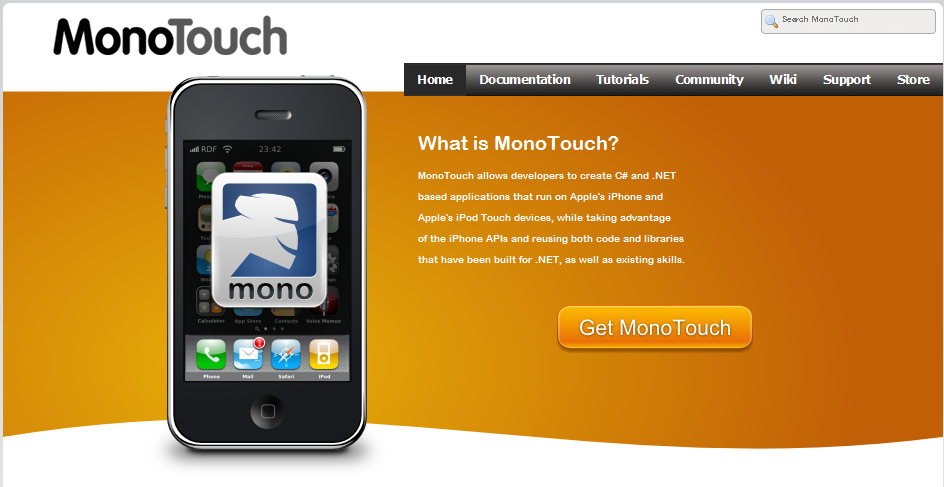 MonoTouch
Search MonoTouch
Home Documentation Tutorials Community Wiki Support Store
RDF 23:42
What is MonoTouch?
MonoTouch allows developers to create C# and .NET
based applications that run on Apple's iPhone and
Apple's iPod Touch devices, while taking advantage
of the iPhone APIs and reusing both code and libraries
that have been built for .NET, as well as existing skills.
mono
Calculator App Store Contacts Voice Memos
Get MonoTouch
1
Phone Mail Safari iPod